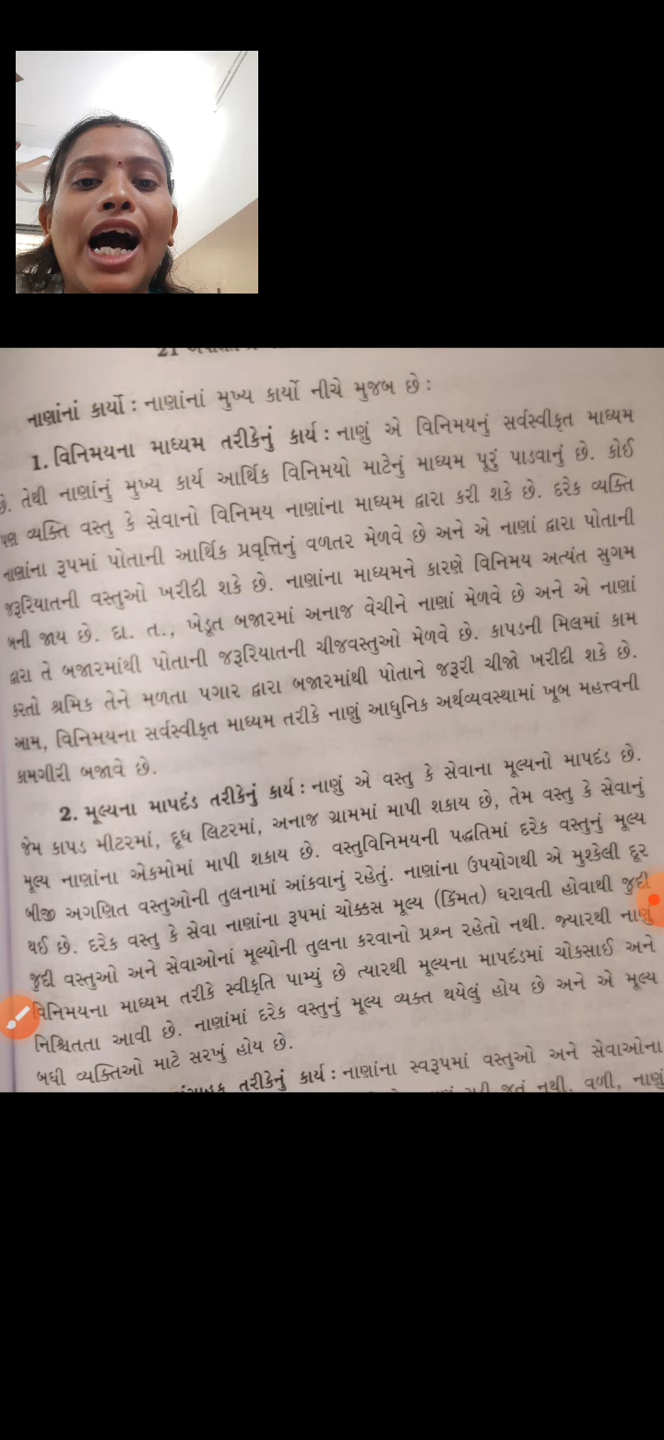 21
નાણાંનાં કાર્યો : નાણાંનાં મુખ્ય કાર્યો નીચે મુજબ છે :
1. વિનિમયના માધ્યમ તરીકેનું કાર્ય : નાણું એ વિનિમયનું સર્વસ્વીકૃત માધ્યમ
છે. તેથી નાણાંનું મુખ્ય કાર્ય આર્થિક વિનિમયો માટેનું માધ્યમ પૂરું પાડવાનું છે. કોઈ
પણ વ્યક્તિ વસ્તુ કે સેવાનો વિનિમય નાણાંના માધ્યમ દ્વારા કરી શકે છે. દરેક વ્યક્તિ
નાણાંના રૂપમાં પોતાની આર્થિક પ્રવૃત્તિનું વળતર મેળવે છે અને એ નાણાં દ્વારા પોતાની
જરૂરિયાતની વસ્તુઓ ખરીદી શકે છે. નાણાંના માધ્યમને કારણે વિનિમય અત્યંત સુગમ
બની જાય છે. દા. ત., ખેડૂત બજારમાં અનાજ વેચીને નાણાં મેળવે છે અને એ નાણાં
દ્વારા તે બજારમાંથી પોતાની જરૂરિયાતની ચીજવસ્તુઓ મેળવે છે. કાપડની મિલમાં કામ
કરતો શ્રમિક તેને મળતા પગાર દ્વારા બજારમાંથી પોતાને જરૂરી ચીજો ખરીદી શકે છે.
આમ, વિનિમયના સર્વસ્વીકૃત માધ્યમ તરીકે નાણું આધુનિક અર્થવ્યવસ્થામાં ખૂબ મહત્ત્વની
કામગીરી બજાવે છે.
2. મૂલ્યના માપદંડ તરીકેનું કાર્ય : નાણું એ વસ્તુ કે સેવાના મૂલ્યનો માપદંડ છે.
જેમ કાપડ મીટરમાં, દૂધ લિટરમાં, અનાજ ગ્રામમાં માપી શકાય છે, તેમ વસ્તુ કે સેવાનું
મૂલ્ય નાણાંના એકમોમાં માપી શકાય છે. વસ્તુવિનિમયની પદ્ધતિમાં દરેક વસ્તુનું મૂલ્ય
બીજી અગણિત વસ્તુઓની તુલનામાં આંકવાનું રહેતું. નાણાંના ઉપયોગથી એ મુશ્કેલી દૂર
થઈ છે. દરેક વસ્તુ કે સેવા નાણાંના રૂપમાં ચોક્કસ મૂલ્ય (કિંમત) ધરાવતી હોવાથી જુદી
જુદી વસ્તુઓ અને સેવાઓનાં મૂલ્યોની તુલના કરવાનો પ્રશ્ન રહેતો નથી. જ્યારથી નાણું
વિનિમયના માધ્યમ તરીકે સ્વીકૃતિ પામ્યું છે ત્યારથી મૂલ્યના માપદંડમાં ચોકસાઈ અને
નિશ્ચિતતા આવી છે. નાણાંમાં દરેક વસ્તુનું મૂલ્ય વ્યક્ત થયેલું હોય છે અને એ મૂલ્ય
બધી વ્યક્તિઓ માટે સરખું હોય છે.
તરીકેનું કાર્ય : નાણાંના સ્વરૂપમાં વસ્તુઓ અને સેવાઓના
જતું નથી. વળી, નાણું